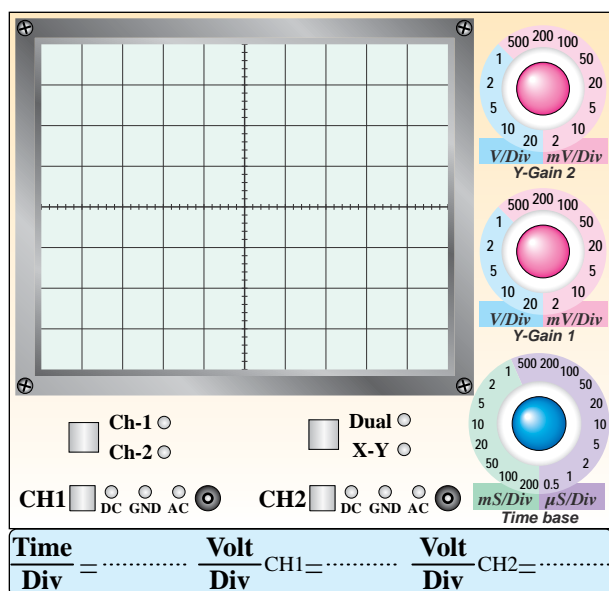 500 200 100
1 50
2 20
5 10
10 5
20 2
V/Div mV/Div
Y-Gain 2
500 200 100
1 50
2 20
5 10
10 5
20 2
V/Div mV/Div
Y-Gain 1
500 200
1 100
2 50
5 20
10 10
20 5
50 2
100 1
200 0.5
mS/Div µS/Div
Time base
Ch-1
Ch-2
Dual
X-Y
CH1 DC GND AC
CH2 DC GND AC
Time/Div = ............ Volt/Div CH1= ............ Volt/Div CH2= ............